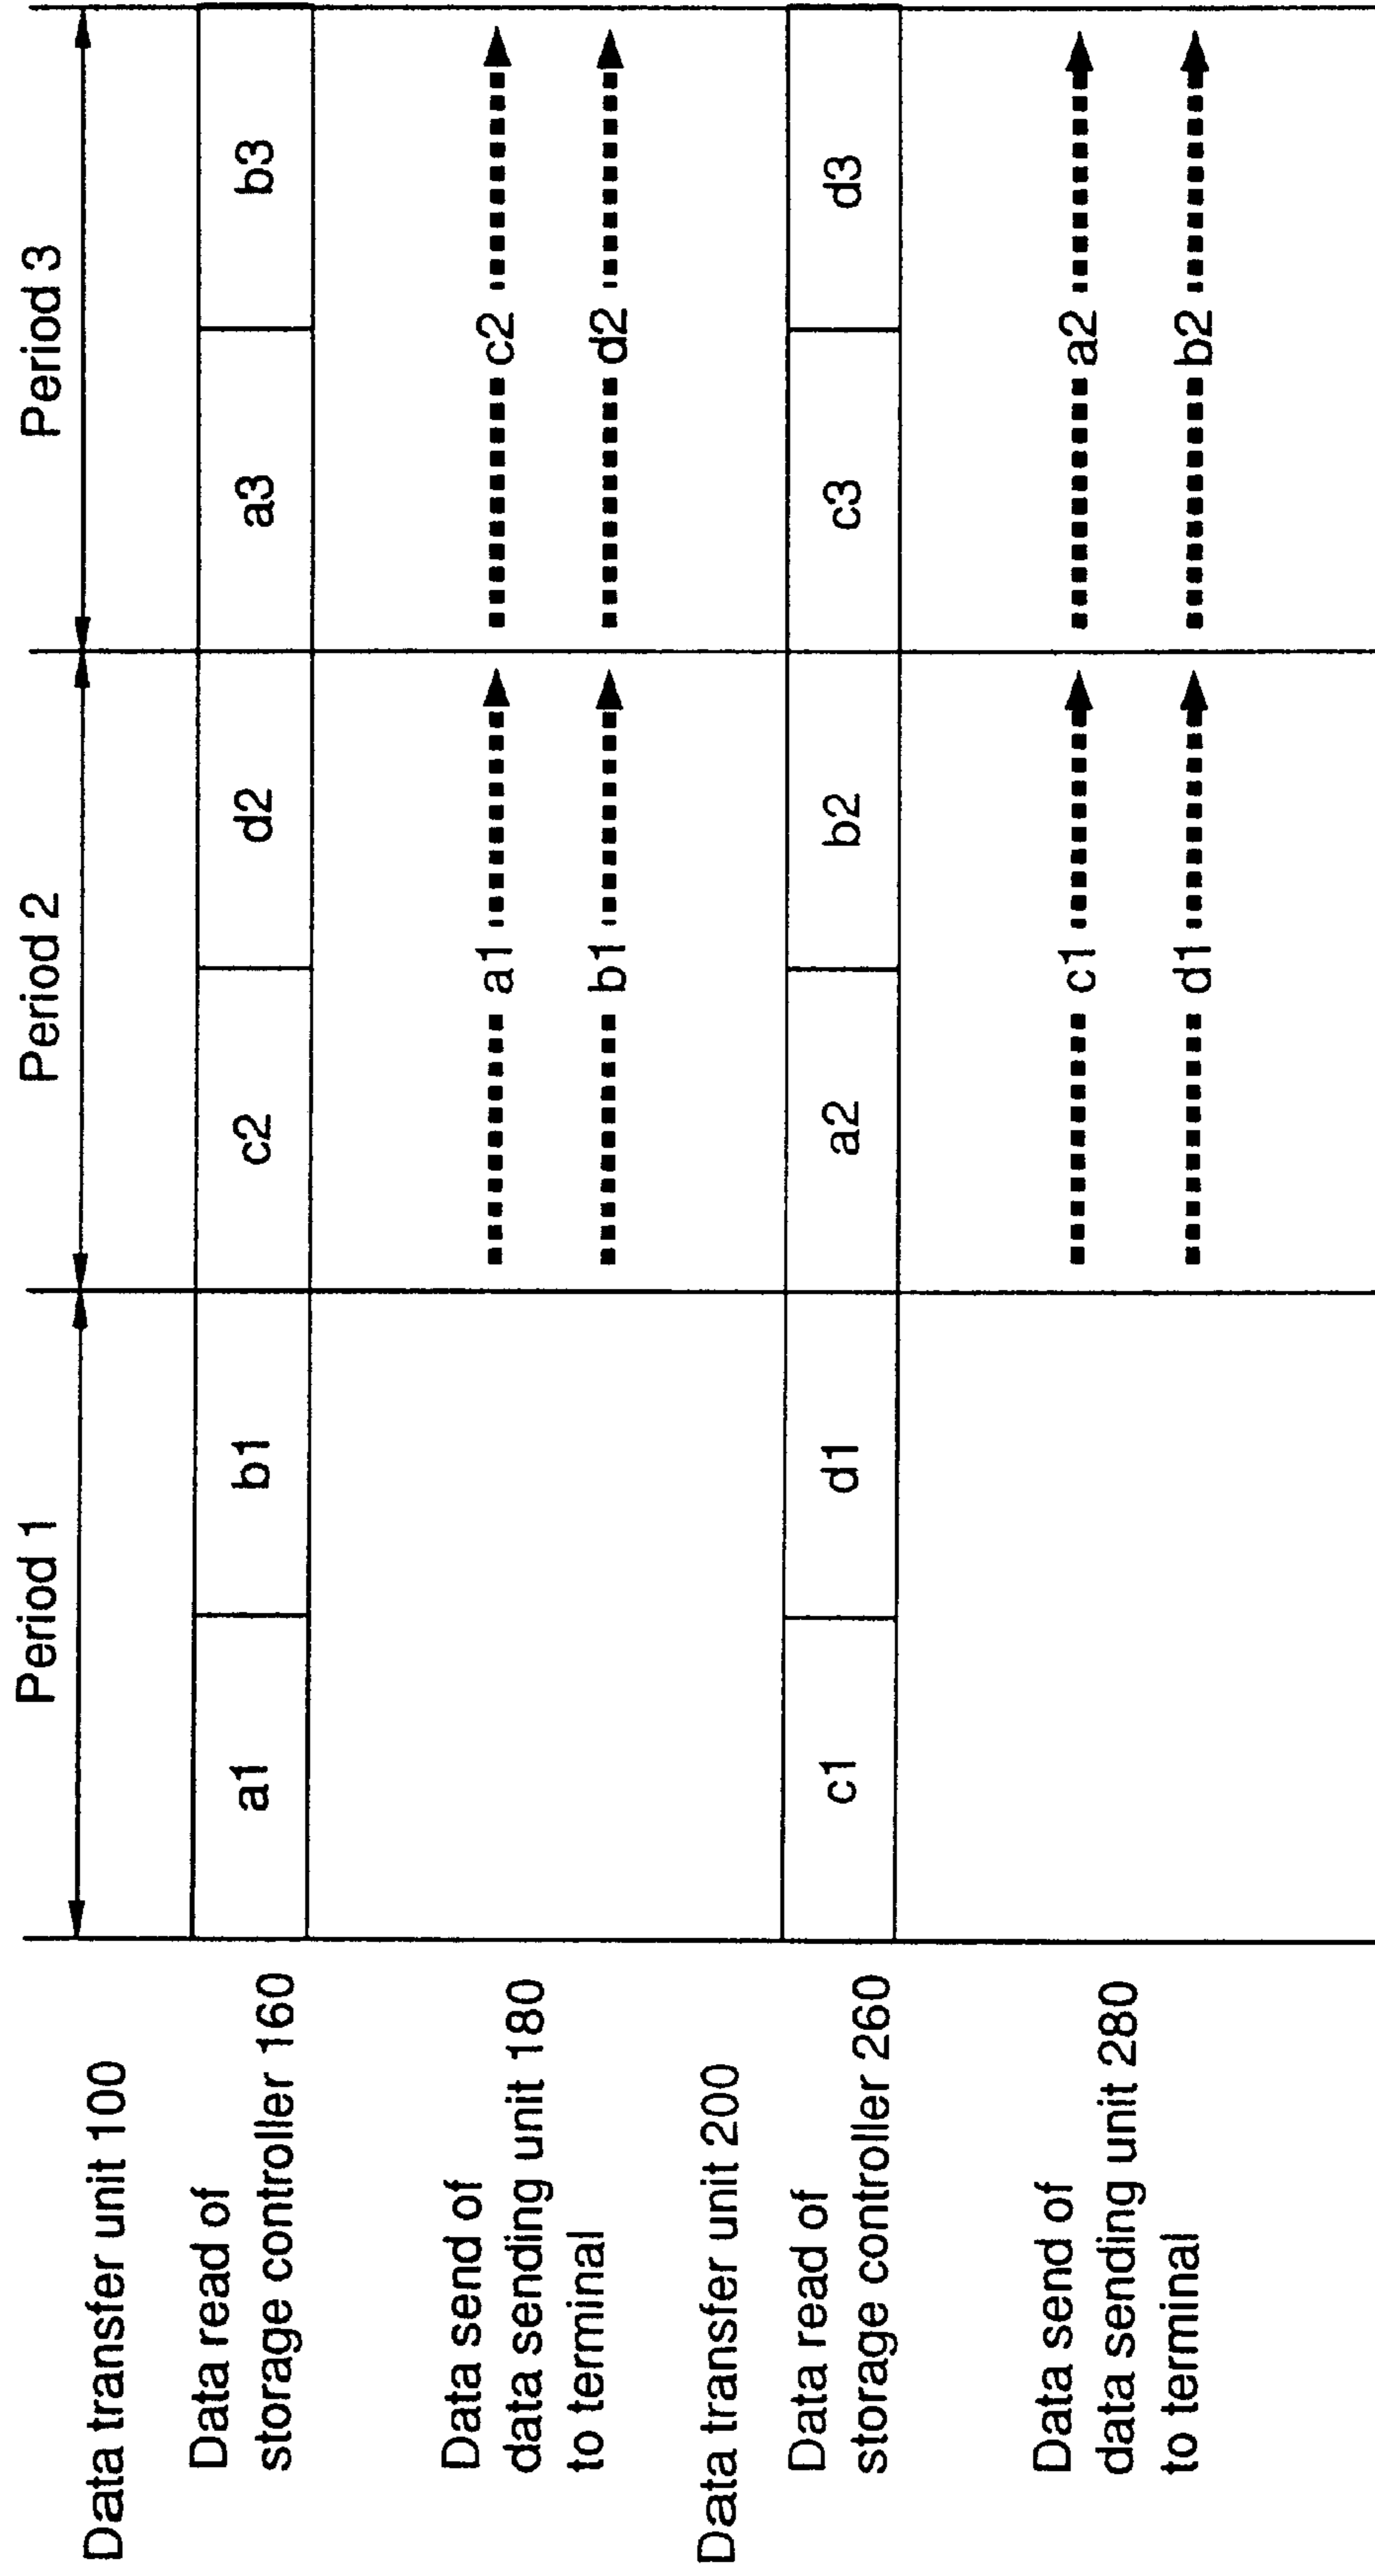 Period 1
Period 2
Period 3
Data transfer unit 100
Data read of
storage controller 160
a1
b1
c2
d2
a3
b3
Data send of
data sending unit 180
to terminal
a1
c2
b1
d2
Data transfer unit 200
Data read of
storage controller 260
c1
d1
a2
b2
c3
d3
Data send of
data sending unit 280
to terminal
c1
a2
d1
b2